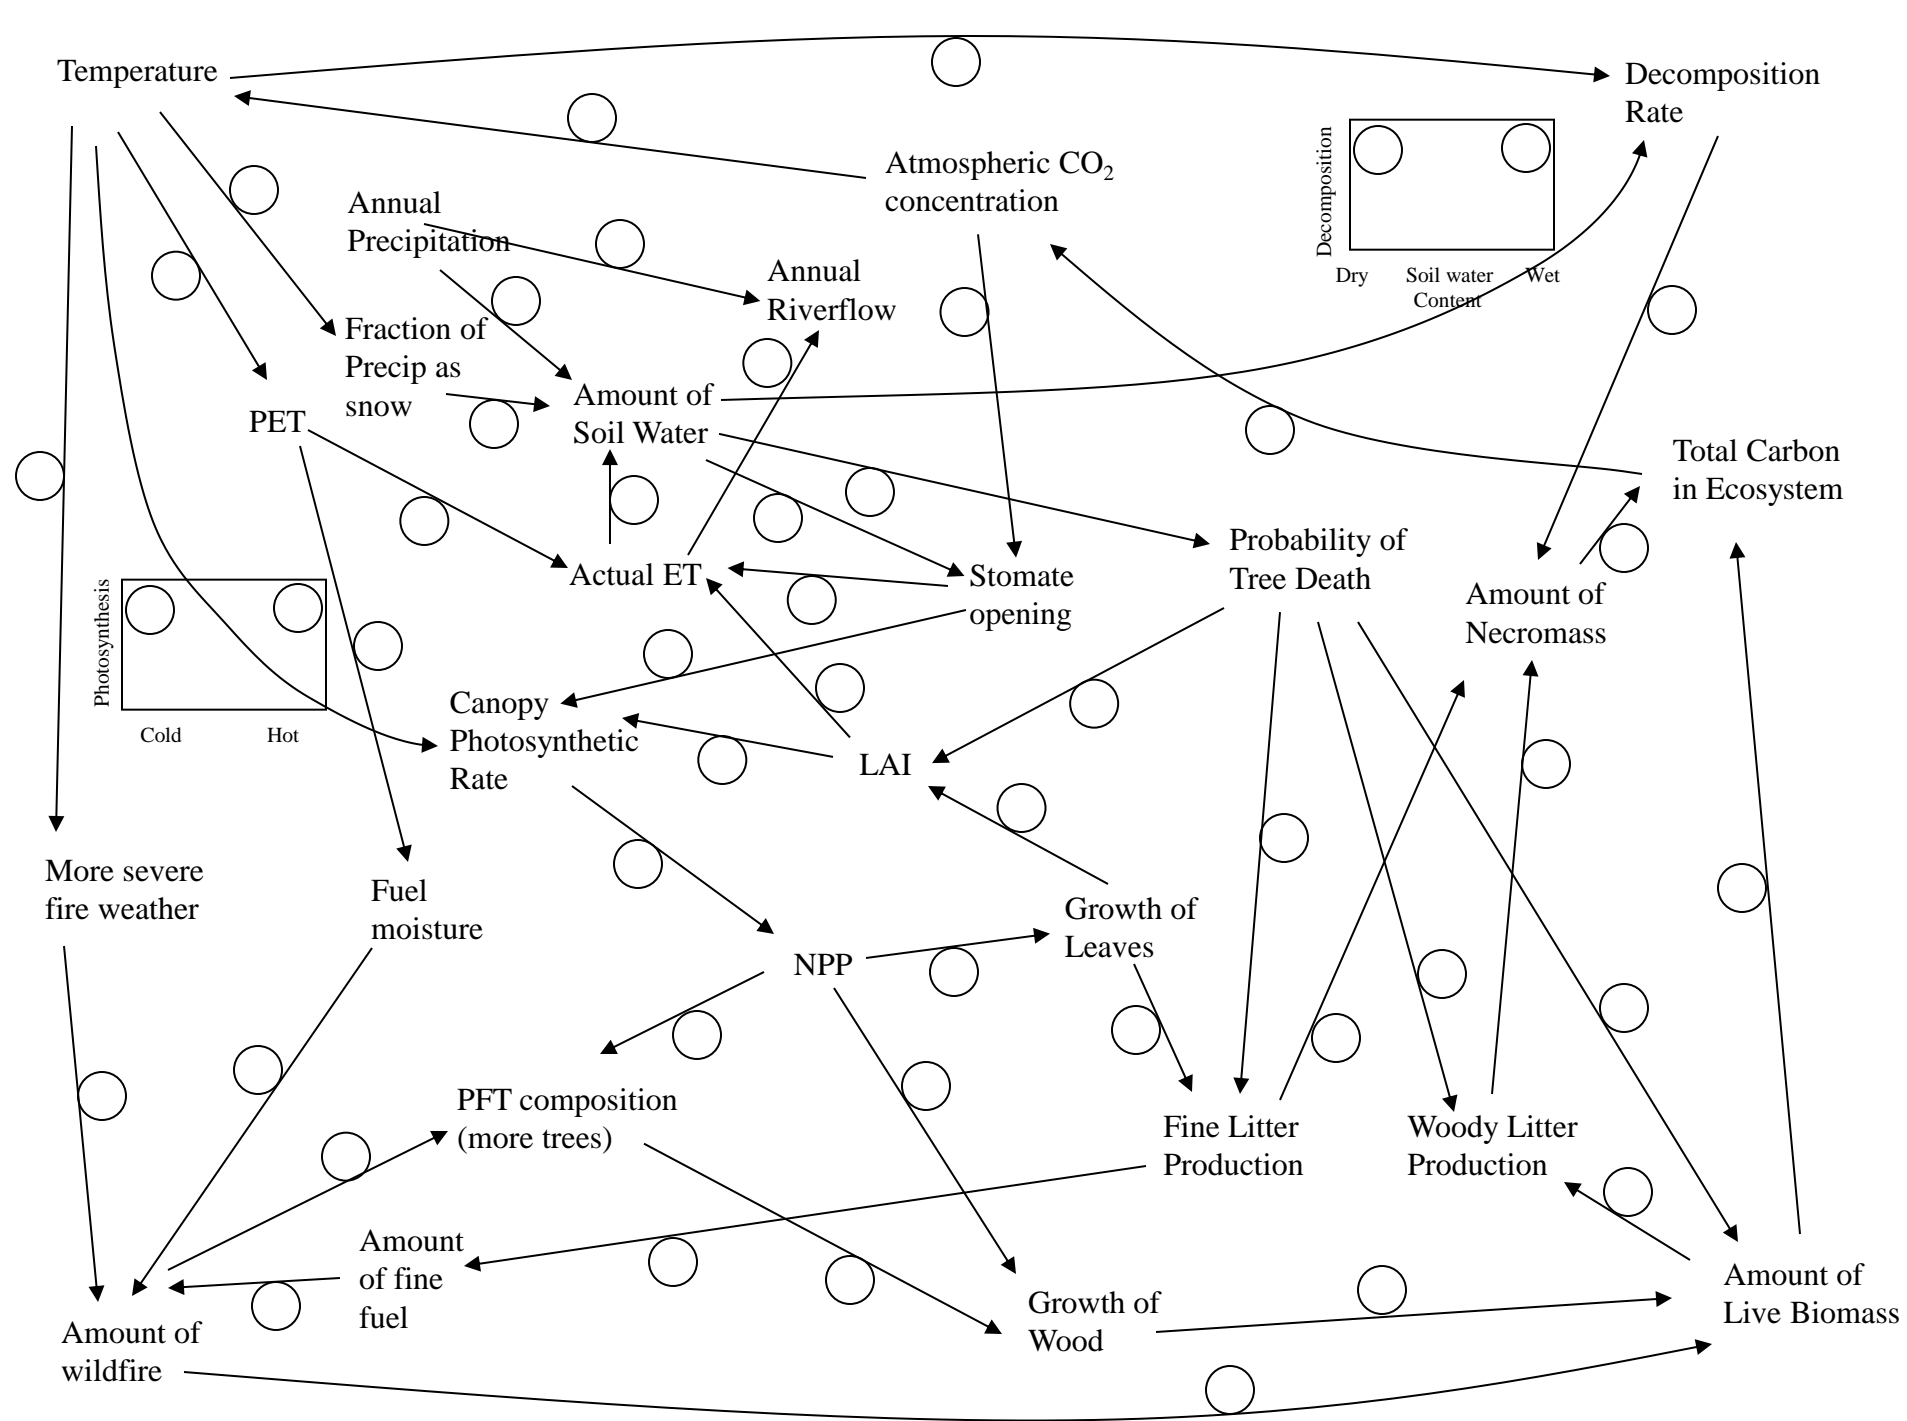 Temperature
Decomposition
Rate
Atmospheric CO₂
concentration
Decomposition
Dry
Soil water
Content
Wet
Annual
Precipitation
Annual
Riverflow
Fraction of
Precip as
snow
PET
Amount of
Soil Water
Total Carbon
in Ecosystem
Probability of
Tree Death
Actual ET
Stomate
opening
Amount of
Necromass
Photosynthesis
Cold
Hot
Canopy
Photosynthetic
Rate
LAI
More severe
fire weather
Fuel
moisture
Growth of
Leaves
NPP
PFT composition
(more trees)
Fine Litter
Production
Woody Litter
Production
Amount
of fine
fuel
Growth of
Wood
Amount of
Live Biomass
Amount of
wildfire